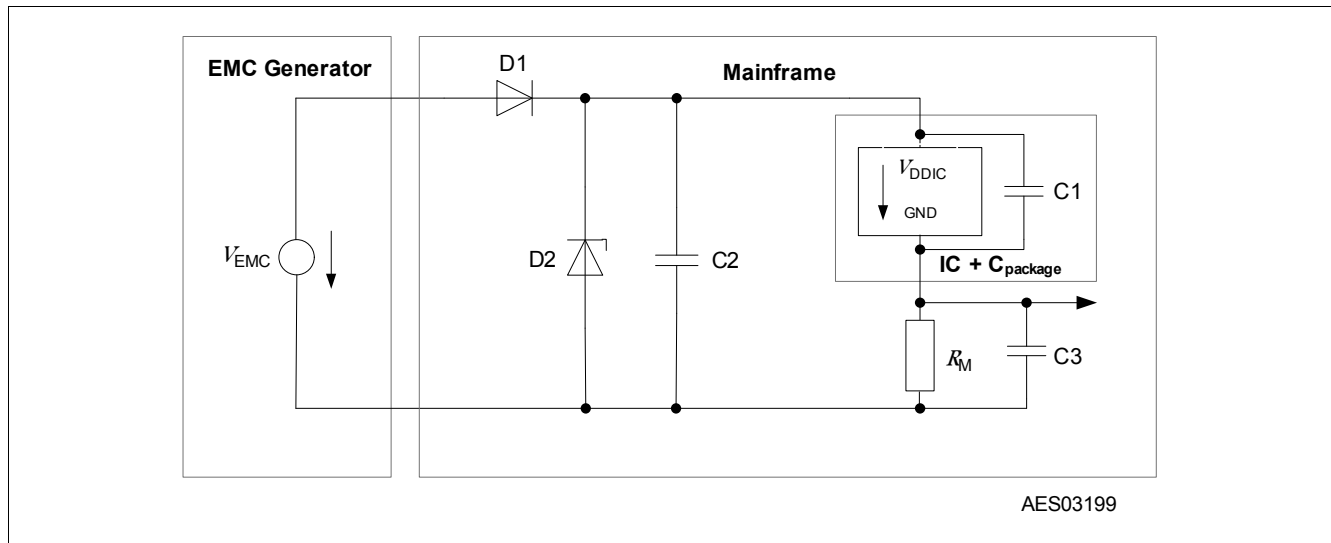 EMC Generator
D1
Mainframe
V_DDIC
C1
GND
V_EMC
D2
C2
IC + C_package
R_M
C3
AES03199